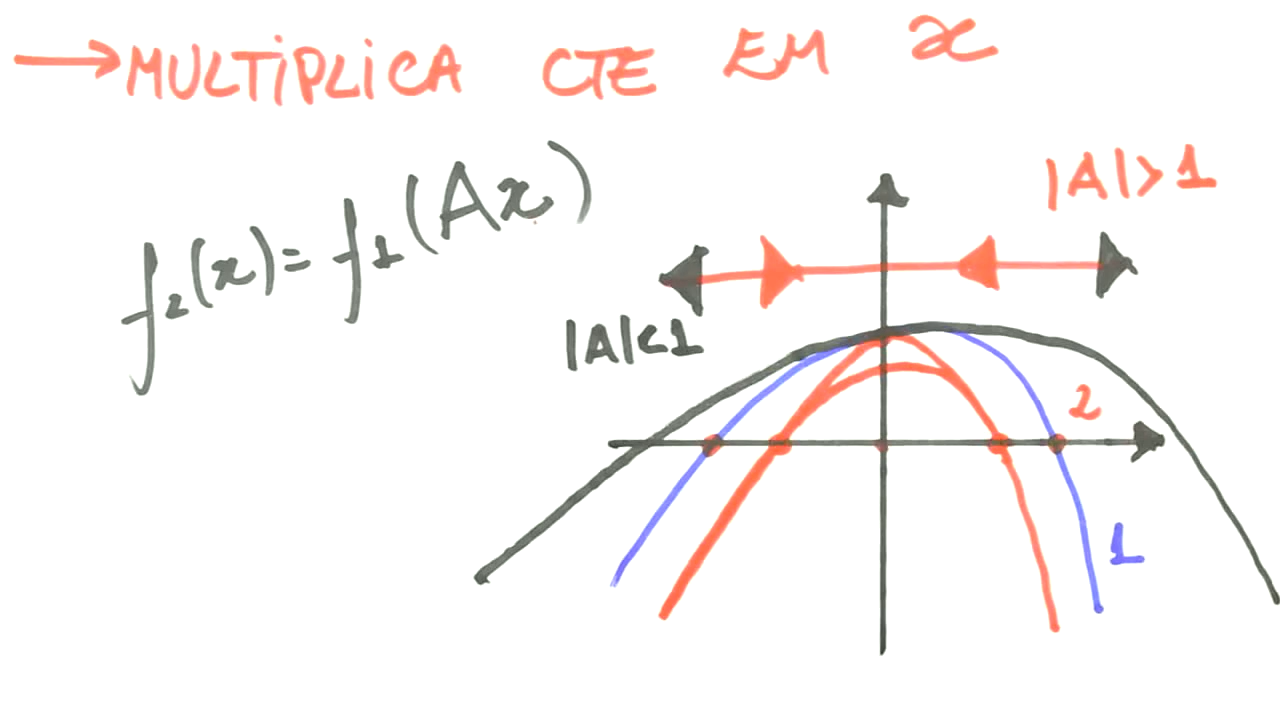 → MULTIPLICA CTE EM x
f₂(x)=f₁(Ax)
|A|>1
|A|<1
2
1